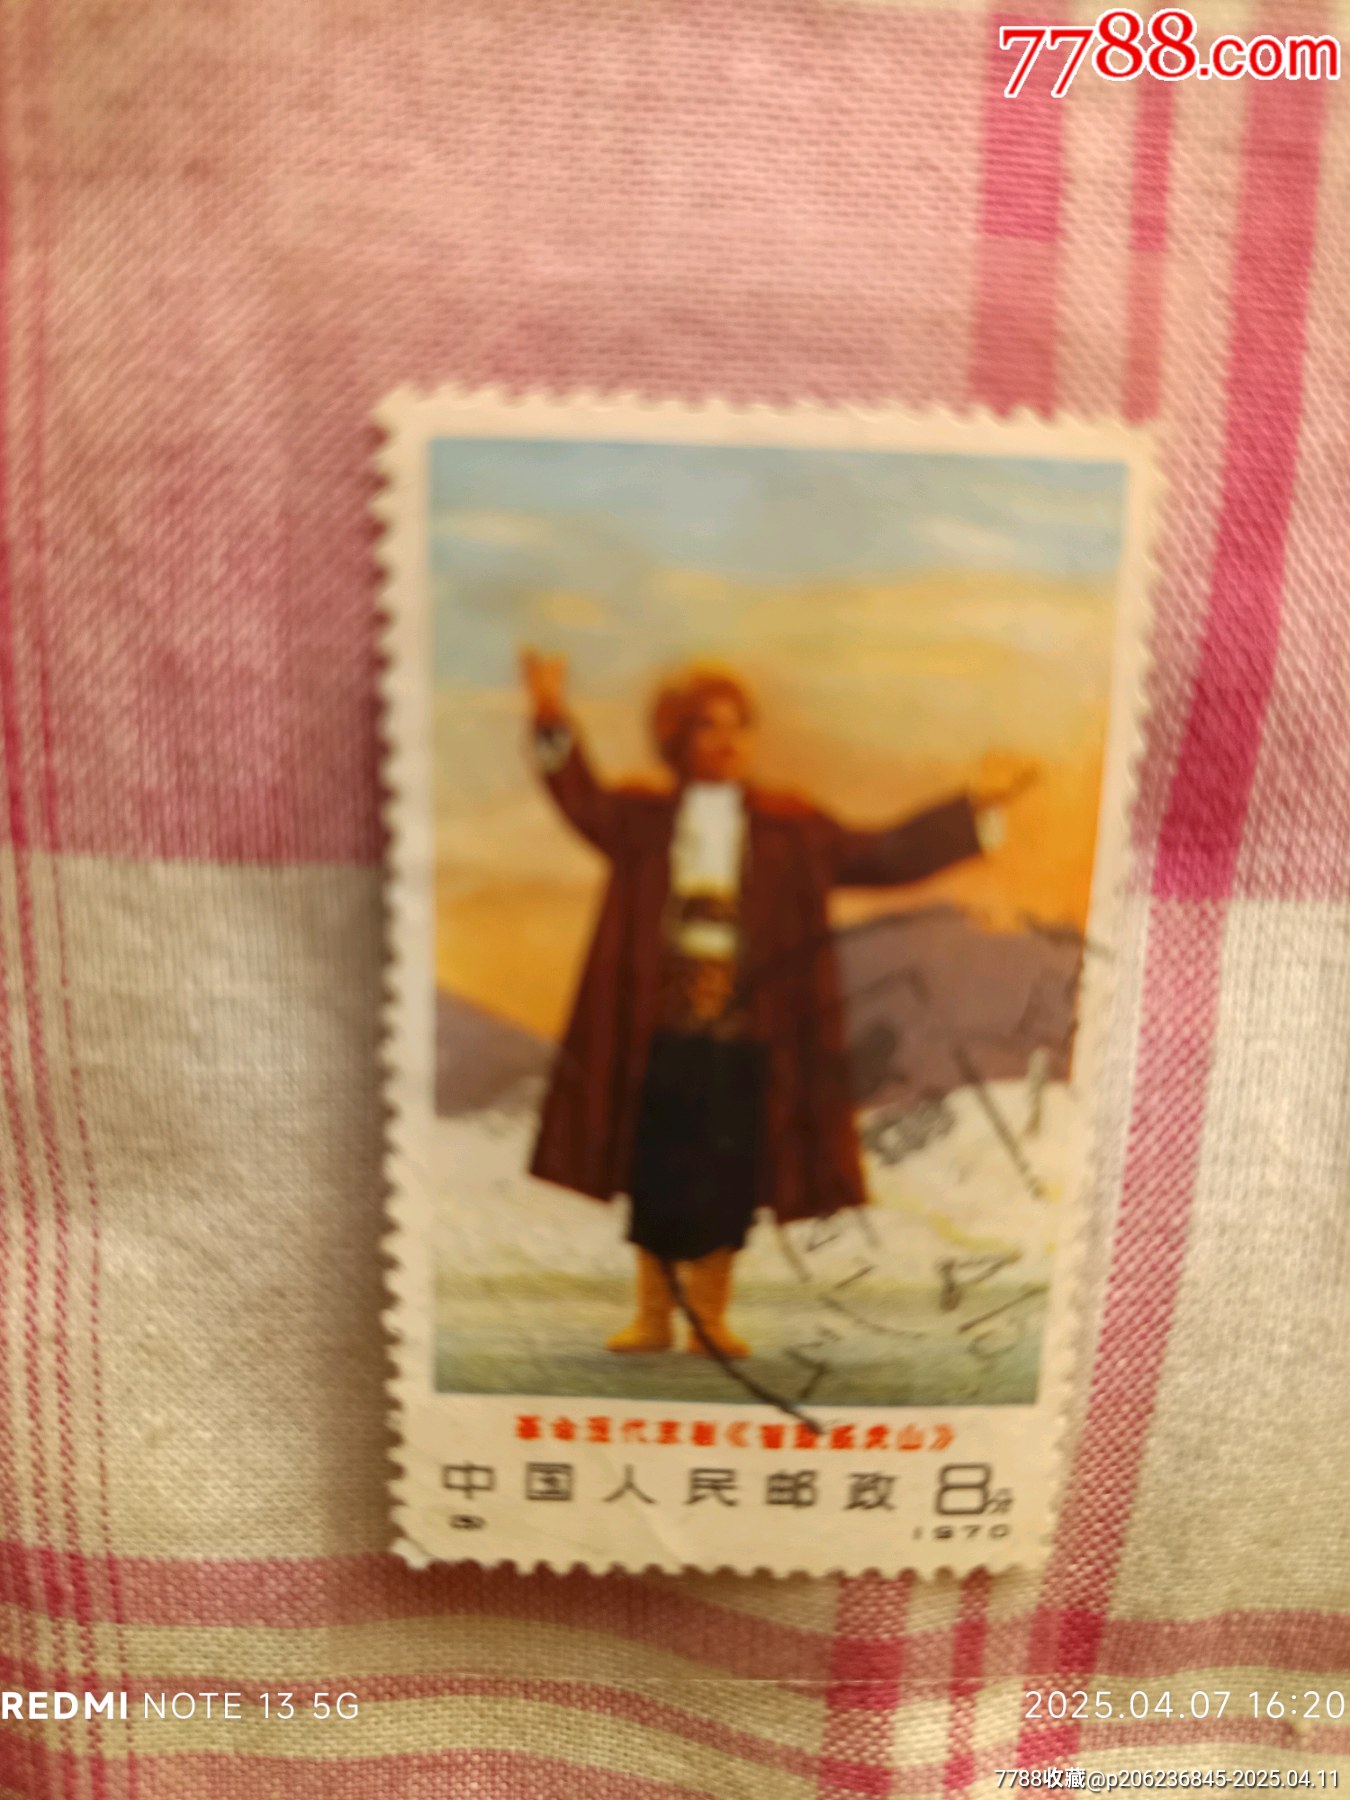 7788.com
革命现代京剧《智取威虎山》
中国人民邮政 8分
(5)
1970
REDMI NOTE 13 5G
2025.04.07 16:20
7788收藏@p206236845-2025.04.11